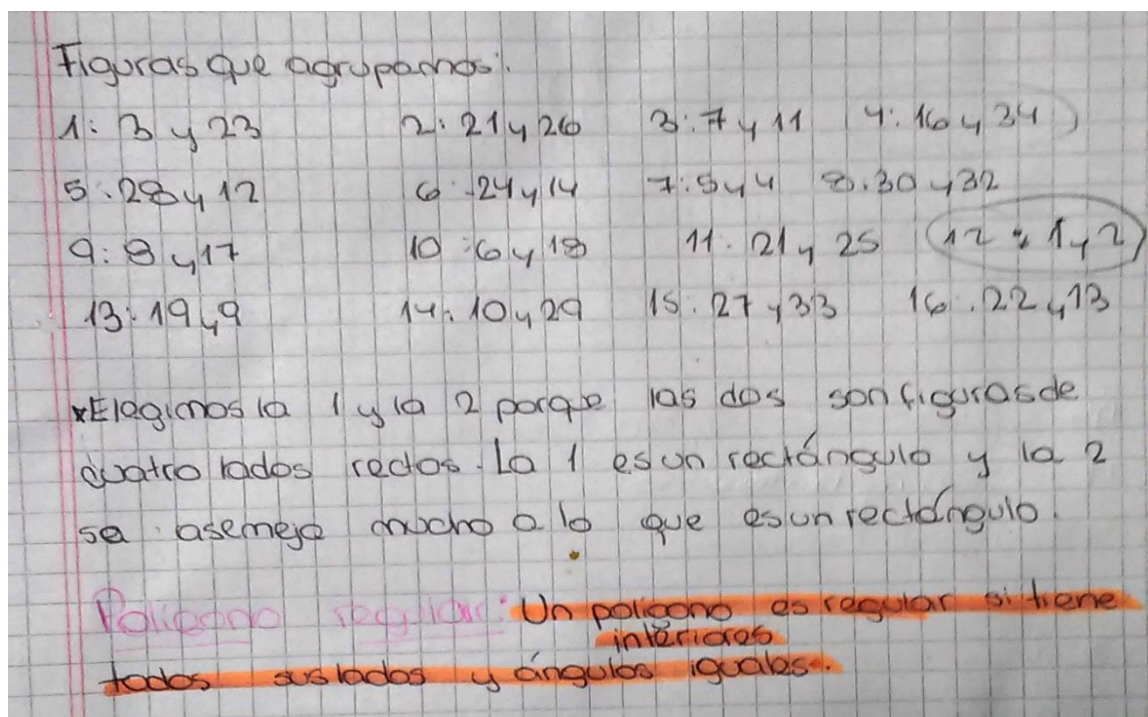 Figuras que agrupamos:
1: 3 y 23 2: 21 y 26 3: 7 y 11 4: 16 y 34
5: 28 y 12 6: 24 y 14 7: 5 y 4 8. 30 y 32
9: 8 y 17 10: 6 y 18 11. 21 y 25 12: 1 y 2
13: 19 y 9 14: 10 y 29 15: 27 y 33 16: 22 y 13
*Elegimos la 1 y la 2 porque las dos son figuras de
cuatro lados rectos. La 1 es un rectángulo y la 2
se asemeja mucho a lo que es un rectángulo.
Polígono regular: Un polígono es regular si tiene
interiores
todos sus lados y ángulos iguales.